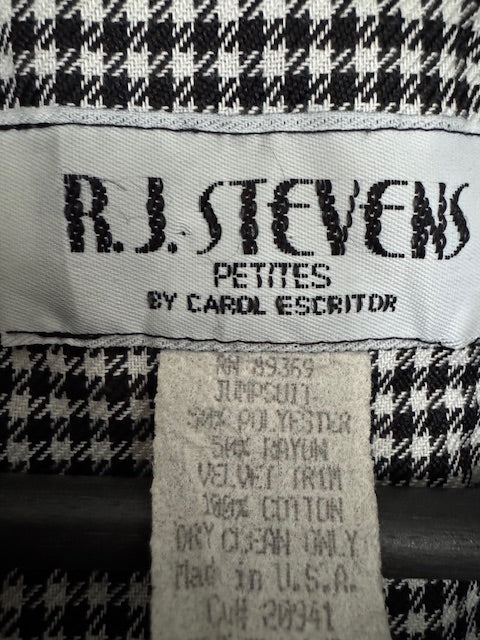 R.J. STEVENS
PETITES
BY CAROL ESCRITOR
RN 89369
JUMPSUIT
50% POLYESTER
50% RAYON
VELVET TRIM
100% COTTON
DRY CLEAN ONLY
Made in U.S.A.
Cut# 20941